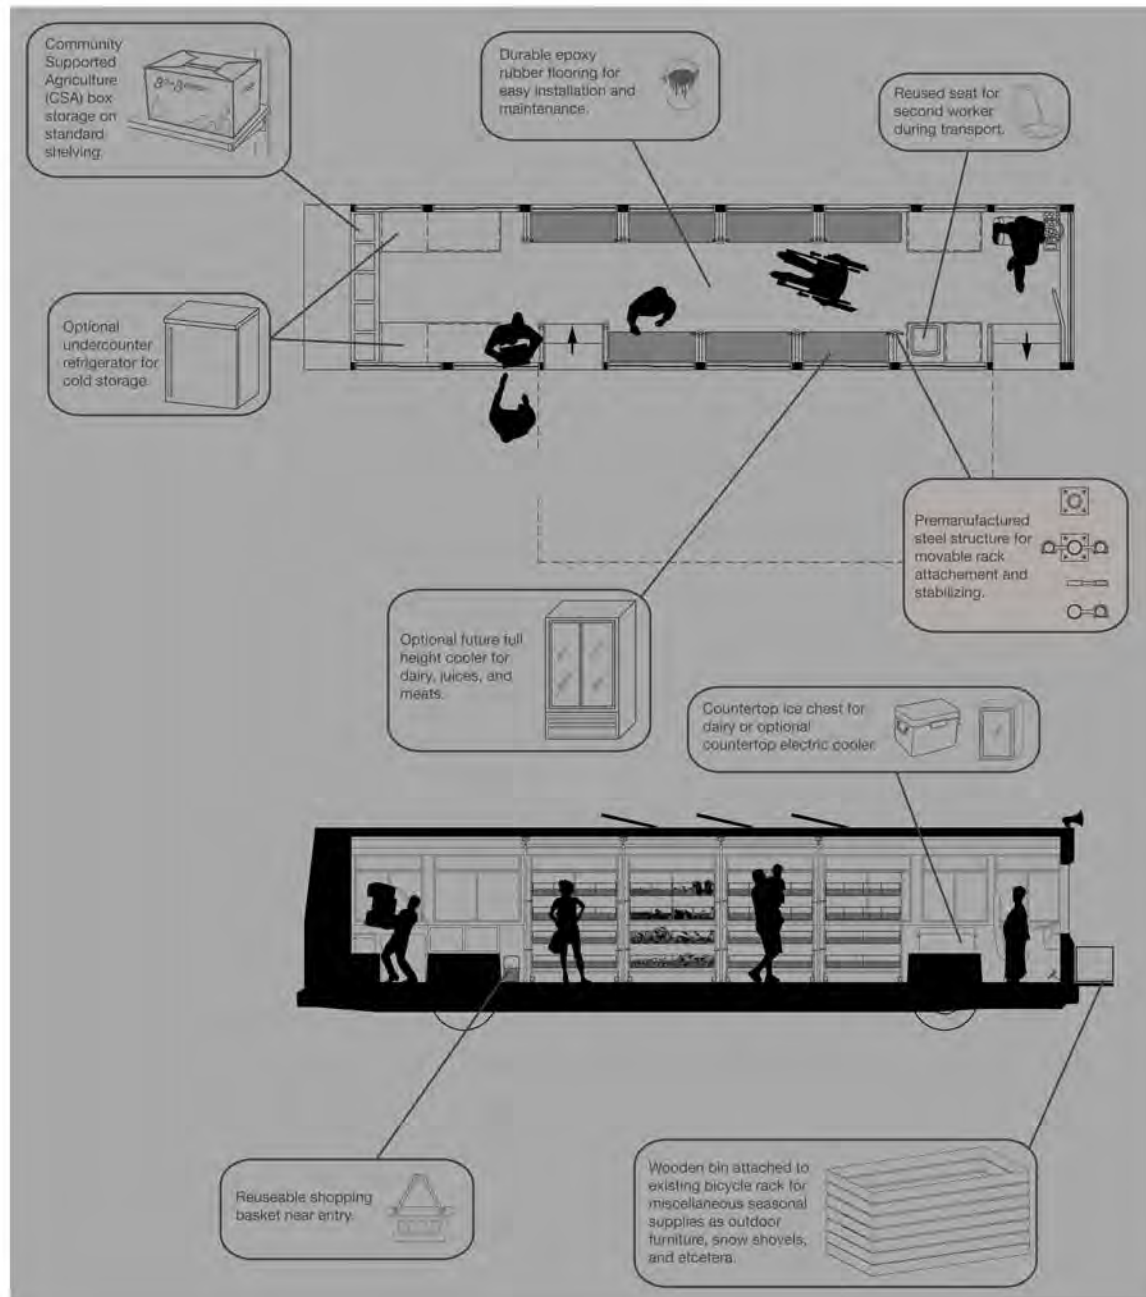 Community
Supported
Agriculture
(CSA) box
storage on
standard
shelving.
Durable epoxy
rubber flooring for
easy installation and
maintenance.
Reused seat for
second worker
during transport.
Optional
undercounter
refrigerator for
cold storage.
Premanufactured
steel structure for
movable rack
attachement and
stabilizing.
Optional future full
height cooler for
dairy, juices, and
meats.
Countertop ice chest for
dairy or optional
countertop electric cooler.
Reuseable shopping
basket near entry.
Wooden bin attached to
existing bicycle rack for
miscellaneous seasonal
supplies as outdoor
furniture, snow shovels,
and etcetera.